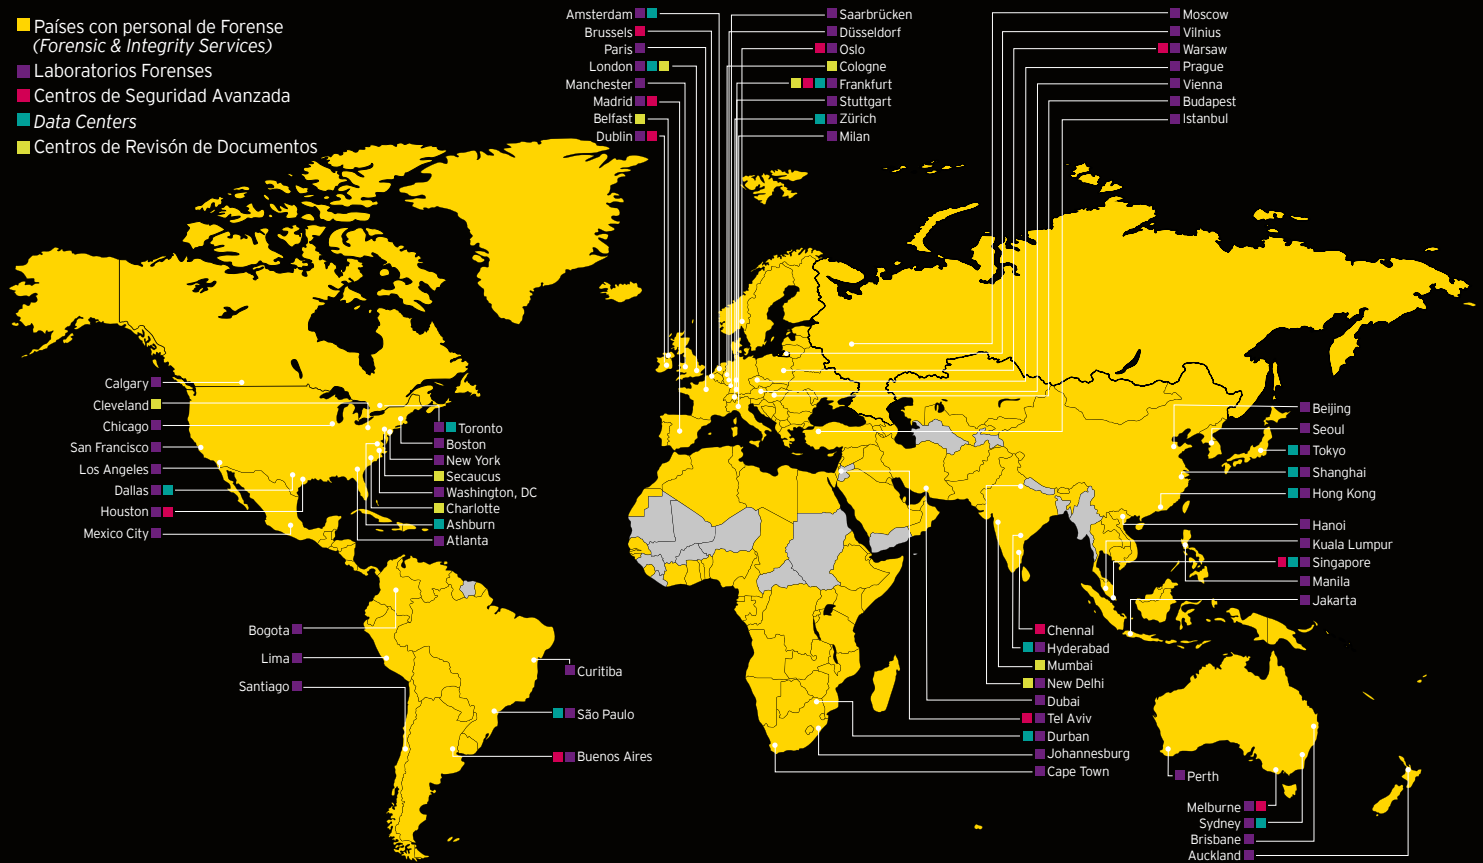 Países con personal de Forense
(Forensic & Integrity Services)
Laboratorios Forenses
Centros de Seguridad Avanzada
Data Centers
Centros de Revisón de Documentos
Amsterdam
Brussels
Paris
London
Manchester
Madrid
Belfast
Dublin
Saarbrücken
Düsseldorf
Oslo
Cologne
Frankfurt
Stuttgart
Zürich
Milan
Moscow
Vilnius
Warsaw
Prague
Vienna
Budapest
Istanbul
Calgary
Cleveland
Chicago
San Francisco
Los Angeles
Dallas
Houston
Mexico City
Toronto
Boston
New York
Secaucus
Washington, DC
Charlotte
Ashburn
Atlanta
Beijing
Seoul
Tokyo
Shanghai
Hong Kong
Hanoi
Kuala Lumpur
Singapore
Manila
Jakarta
Bogota
Lima
Santiago
Curitiba
São Paulo
Buenos Aires
Chennal
Hyderabad
Mumbai
New Delhi
Dubai
Tel Aviv
Durban
Johannesburg
Cape Town
Perth
Melburne
Sydney
Brisbane
Auckland